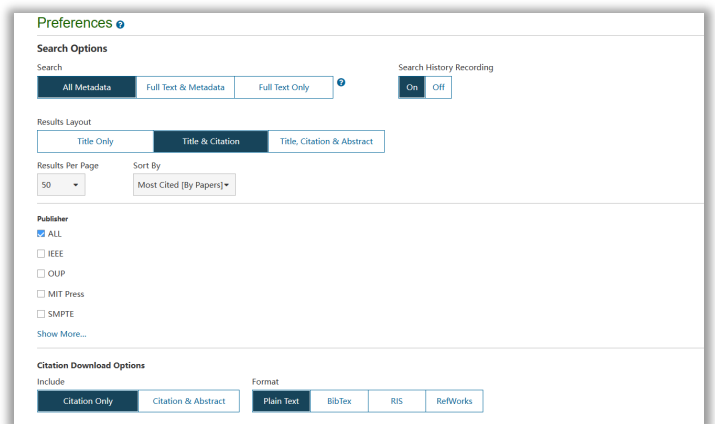 Preferences ?
Search Options
Search
Search History Recording
All Metadata Full Text & Metadata Full Text Only ?
On Off
Results Layout
Title Only Title & Citation Title, Citation & Abstract
Results Per Page Sort By
50 Most Cited [By Papers]
Publisher
ALL
IEEE
OUP
MIT Press
SMPTE
Show More...
Citation Download Options
Include Format
Citation Only Citation & Abstract Plain Text BibTex RIS RefWorks